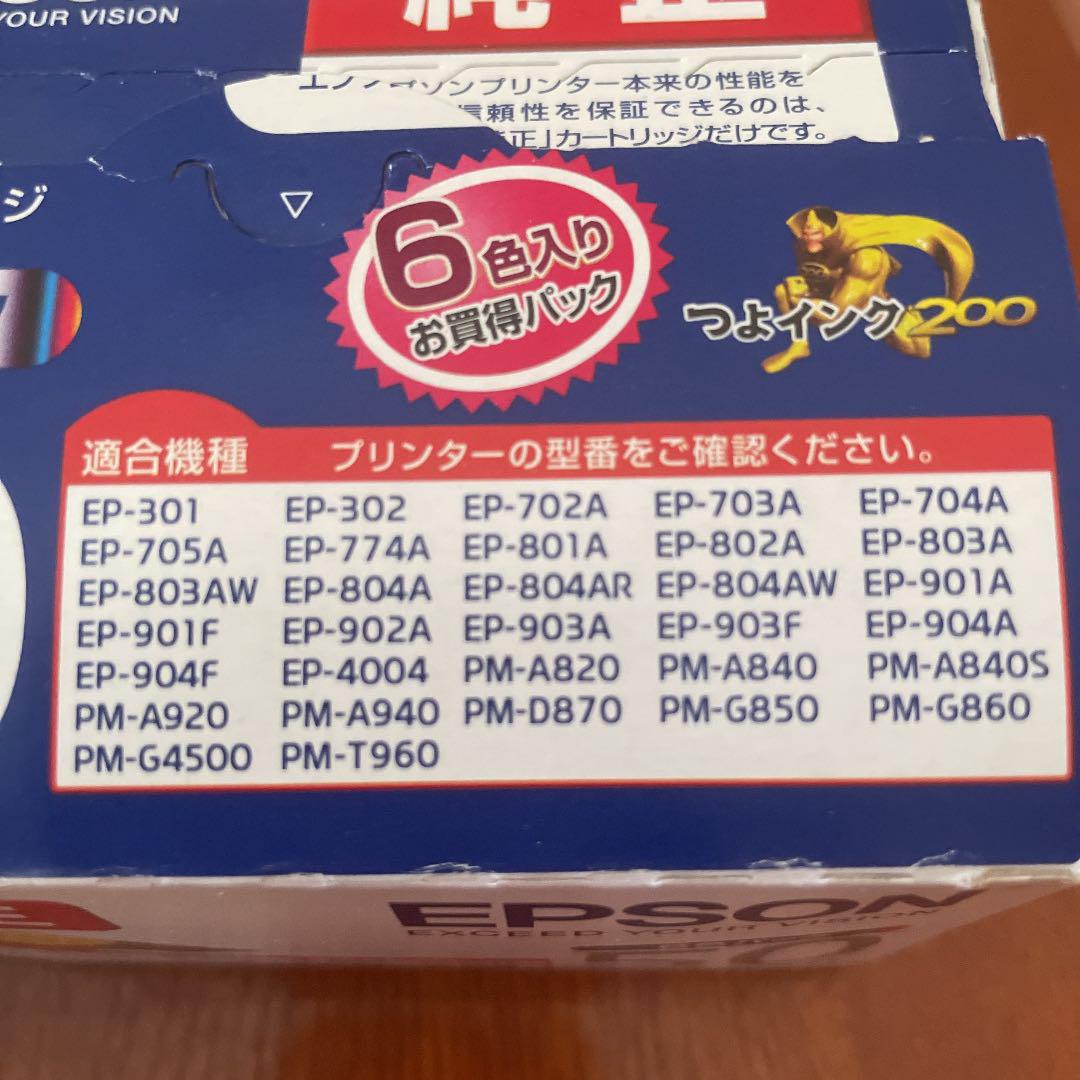 YOUR VISION
純正
エプソンプリンター本来の性能を
信頼性を保証できるのは、
正」カートリッジだけです。
ジ
6色入り
お買得パック
つよインク200
適合機種 プリンターの型番をご確認ください。
EP-301 EP-302 EP-702A EP-703A EP-704A
EP-705A EP-774A EP-801A EP-802A EP-803A
EP-803AW EP-804A EP-804AR EP-804AW EP-901A
EP-901F EP-902A EP-903A EP-903F EP-904A
EP-904F EP-4004 PM-A820 PM-A840 PM-A840S
PM-A920 PM-A940 PM-D870 PM-G850 PM-G860
PM-G4500 PM-T960
EPSON
EXCEED YOUR VISION